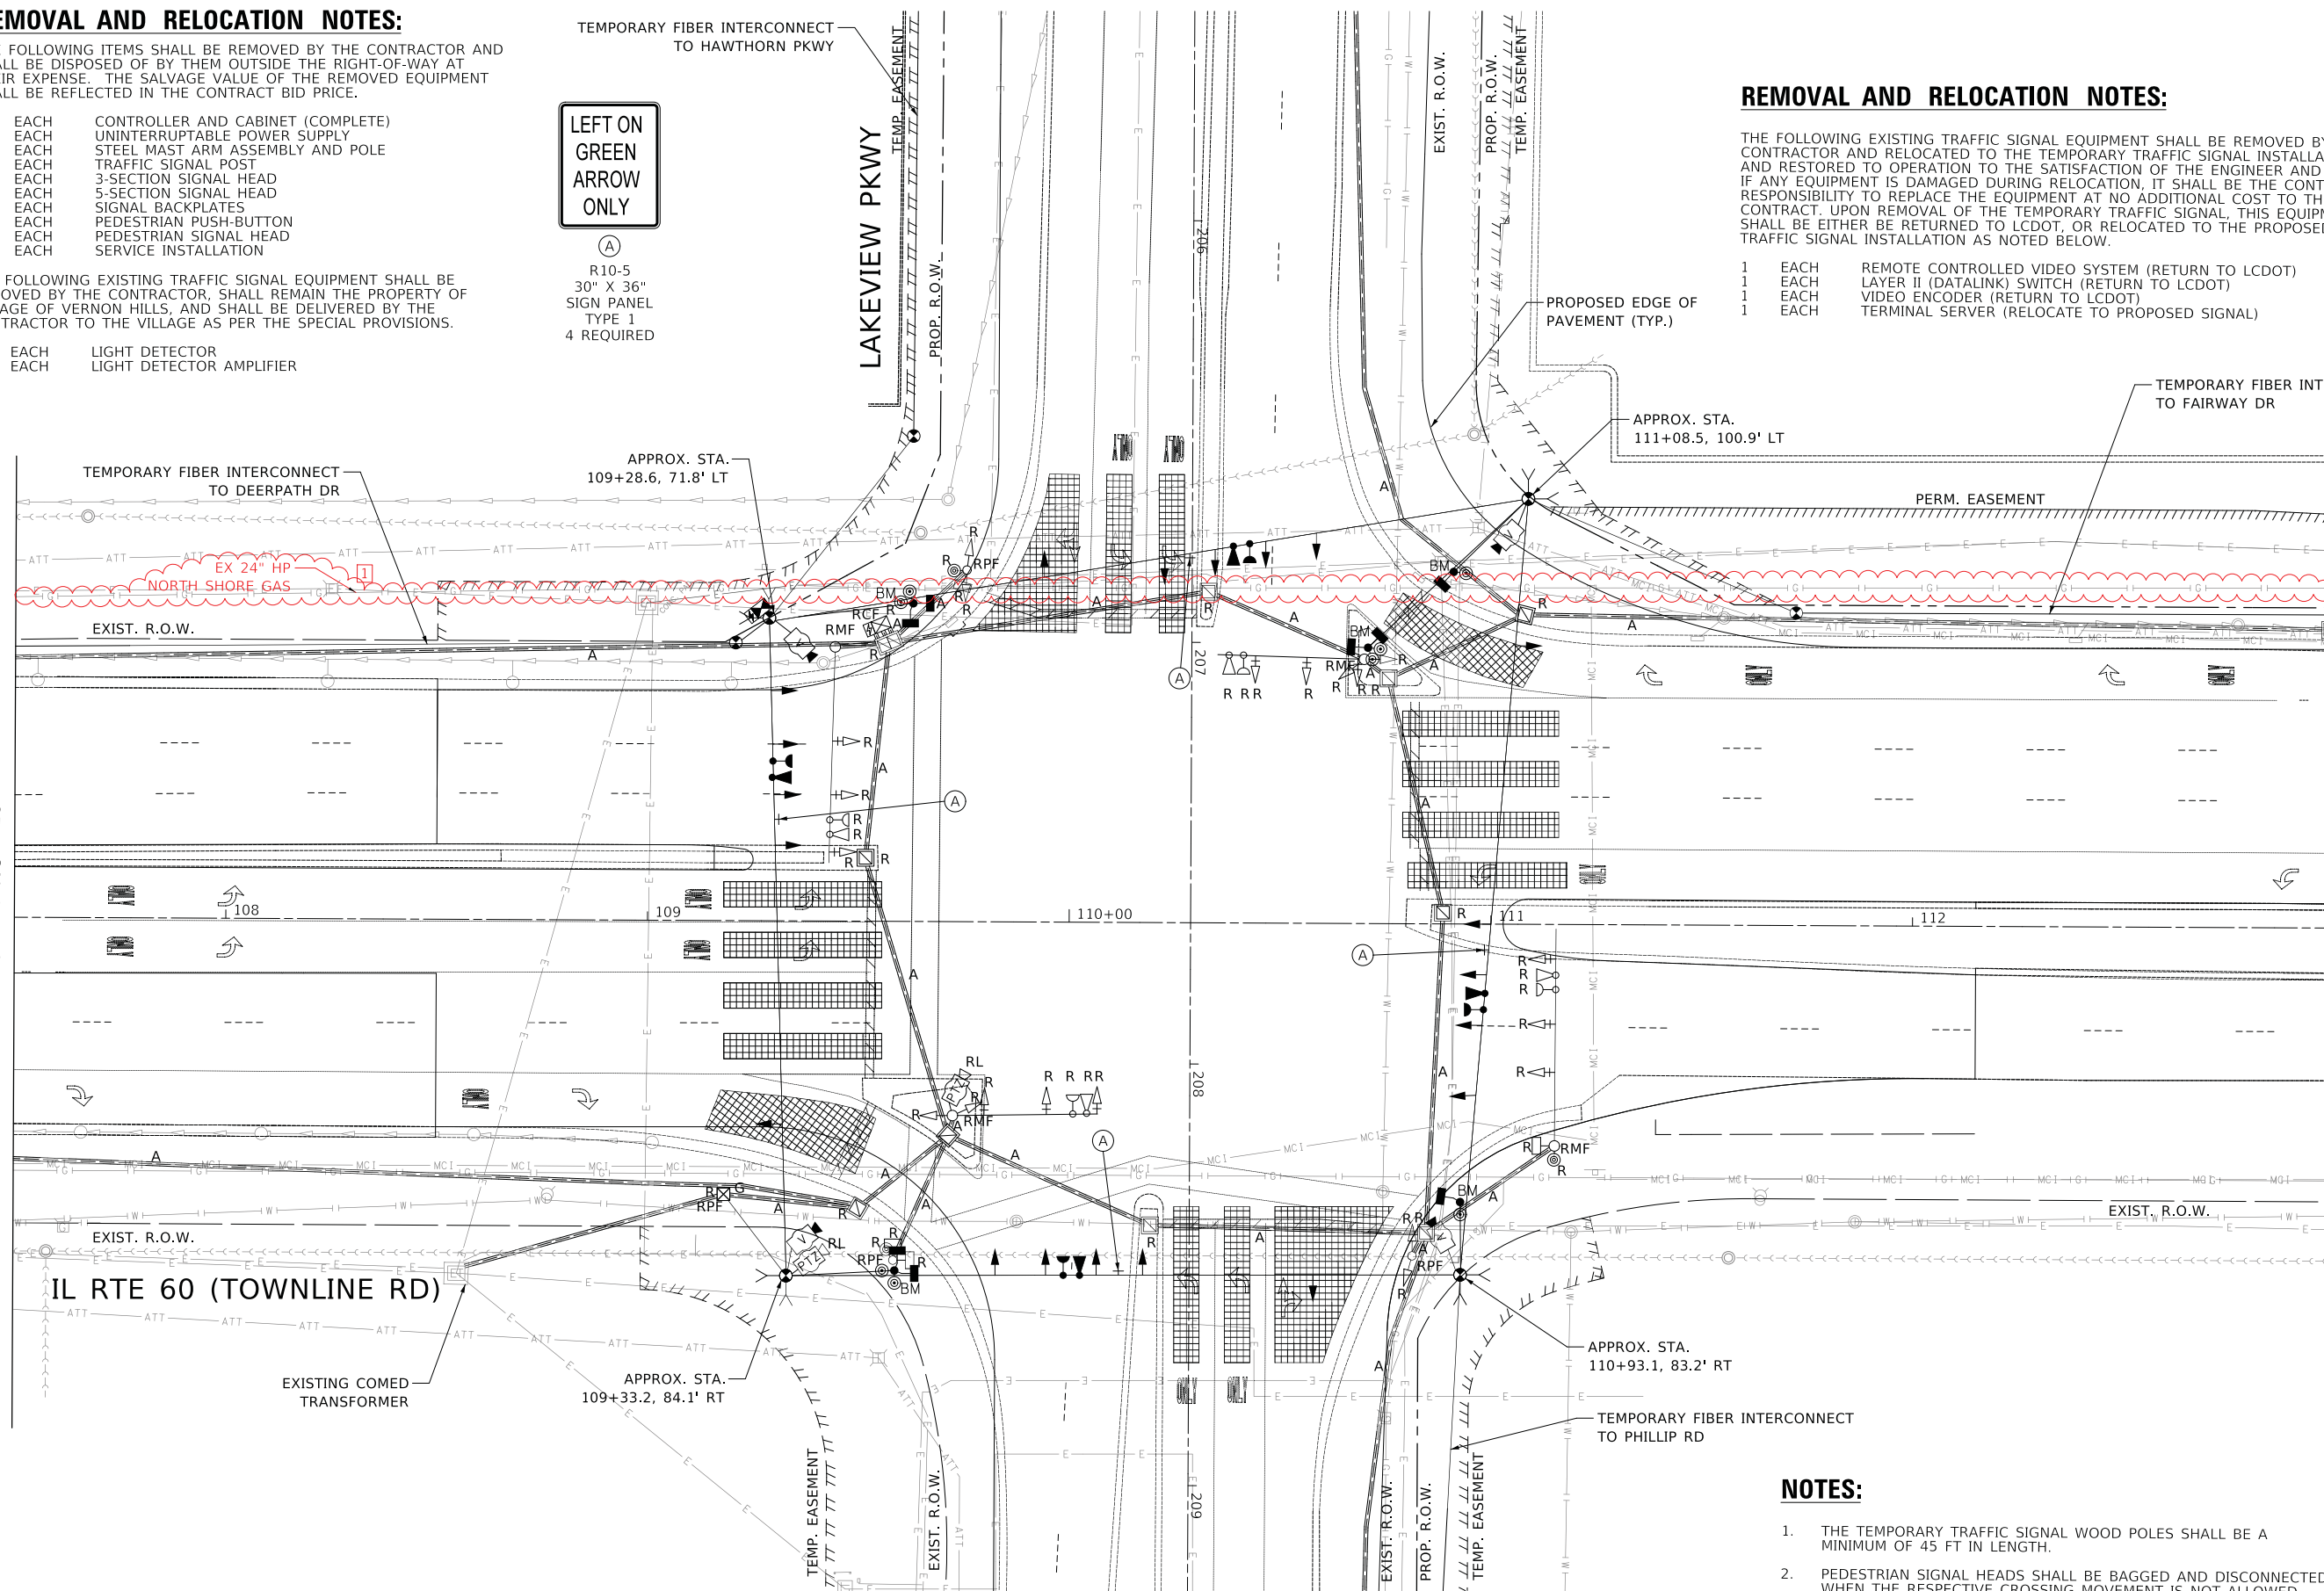 EMOVAL AND RELOCATION NOTES:
FOLLOWING ITEMS SHALL BE REMOVED BY THE CONTRACTOR AND
ALL BE DISPOSED OF BY THEM OUTSIDE THE RIGHT-OF-WAY AT
EIR EXPENSE. THE SALVAGE VALUE OF THE REMOVED EQUIPMENT
ALL BE REFLECTED IN THE CONTRACT BID PRICE.
EACH CONTROLLER AND CABINET (COMPLETE)
EACH UNINTERRUPTABLE POWER SUPPLY
EACH STEEL MAST ARM ASSEMBLY AND POLE
EACH TRAFFIC SIGNAL POST
EACH 3-SECTION SIGNAL HEAD
EACH 5-SECTION SIGNAL HEAD
EACH SIGNAL BACKPLATES
EACH PEDESTRIAN PUSH-BUTTON
EACH PEDESTRIAN SIGNAL HEAD
EACH SERVICE INSTALLATION
FOLLOWING EXISTING TRAFFIC SIGNAL EQUIPMENT SHALL BE
OVED BY THE CONTRACTOR, SHALL REMAIN THE PROPERTY OF
AGE OF VERNON HILLS, AND SHALL BE DELIVERED BY THE
TRACTOR TO THE VILLAGE AS PER THE SPECIAL PROVISIONS.
EACH LIGHT DETECTOR
EACH LIGHT DETECTOR AMPLIFIER
TEMPORARY FIBER INTERCONNECT
TO HAWTHORN PKWY
LEFT ON
GREEN
ARROW
ONLY
A
R10-5
30" X 36"
SIGN PANEL
TYPE 1
4 REQUIRED
LAKEVIEW PKWY
TEMP. EASEMENT
PROP. R.O.W.
EXIST. R.O.W.
PROP. R.O.W.
TEMP. EASEMENT
REMOVAL AND RELOCATION NOTES:
THE FOLLOWING EXISTING TRAFFIC SIGNAL EQUIPMENT SHALL BE REMOVED BY
CONTRACTOR AND RELOCATED TO THE TEMPORARY TRAFFIC SIGNAL INSTALLA
AND RESTORED TO OPERATION TO THE SATISFACTION OF THE ENGINEER AND
IF ANY EQUIPMENT IS DAMAGED DURING RELOCATION, IT SHALL BE THE CONT
RESPONSIBILITY TO REPLACE THE EQUIPMENT AT NO ADDITIONAL COST TO TH
CONTRACT. UPON REMOVAL OF THE TEMPORARY TRAFFIC SIGNAL, THIS EQUIPM
SHALL BE EITHER BE RETURNED TO LCDOT, OR RELOCATED TO THE PROPOSED
TRAFFIC SIGNAL INSTALLATION AS NOTED BELOW.
1 EACH REMOTE CONTROLLED VIDEO SYSTEM (RETURN TO LCDOT)
1 EACH LAYER II (DATALINK) SWITCH (RETURN TO LCDOT)
1 EACH VIDEO ENCODER (RETURN TO LCDOT)
1 EACH TERMINAL SERVER (RELOCATE TO PROPOSED SIGNAL)
PROPOSED EDGE OF
PAVEMENT (TYP.)
TEMPORARY FIBER INT
TO FAIRWAY DR
APPROX. STA.
111+08.5, 100.9' LT
APPROX. STA.
109+28.6, 71.8' LT
TEMPORARY FIBER INTERCONNECT
TO DEERPATH DR
PERM. EASEMENT
EX 24" HP
NORTH SHORE GAS
1
EXIST. R.O.W.
206
207
208
209
108
109
110+00
111
112
EXIST. R.O.W.
EXIST. R.O.W.
IL RTE 60 (TOWNLINE RD)
EXISTING COMED
TRANSFORMER
APPROX. STA.
109+33.2, 84.1' RT
APPROX. STA.
110+93.1, 83.2' RT
TEMPORARY FIBER INTERCONNECT
TO PHILLIP RD
TEMP. EASEMENT
EXIST. R.O.W.
EXIST. R.O.W.
PROP. R.O.W.
TEMP. EASEMENT
NOTES:
1. THE TEMPORARY TRAFFIC SIGNAL WOOD POLES SHALL BE A
MINIMUM OF 45 FT IN LENGTH.
2. PEDESTRIAN SIGNAL HEADS SHALL BE BAGGED AND DISCONNECTED
WHEN THE RESPECTIVE CROSSING MOVEMENT IS NOT ALLOWED